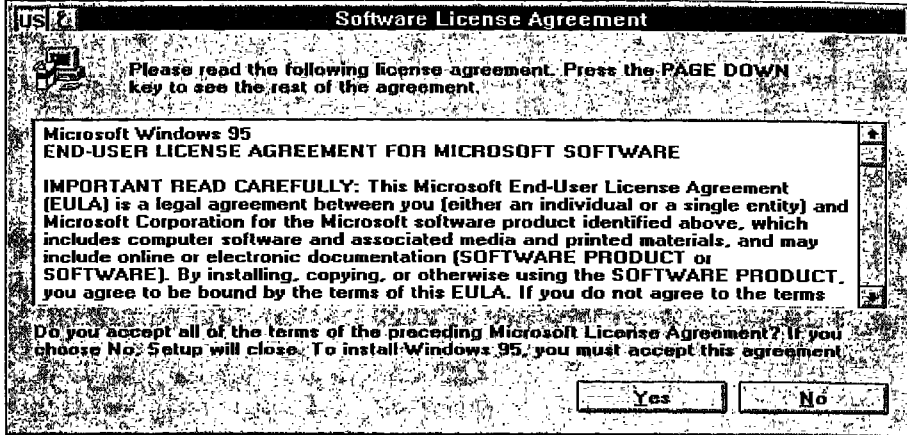 US
Software License Agreement
Please read the following license agreement. Press the PAGE DOWN
key to see the rest of the agreement.
Microsoft Windows 95
END-USER LICENSE AGREEMENT FOR MICROSOFT SOFTWARE
IMPORTANT READ CAREFULLY: This Microsoft End-User License Agreement
(EULA) is a legal agreement between you (either an individual or a single entity) and
Microsoft Corporation for the Microsoft software product identified above, which
includes computer software and associated media and printed materials, and may
include online or electronic documentation (SOFTWARE PRODUCT or
SOFTWARE). By installing, copying, or otherwise using the SOFTWARE PRODUCT,
you agree to be bound by the terms of this EULA. If you do not agree to the terms
Do you accept all of the terms of the preceding Microsoft License Agreement? If you
choose No, Setup will close. To install Windows 95, you must accept this agreement.
Yes No